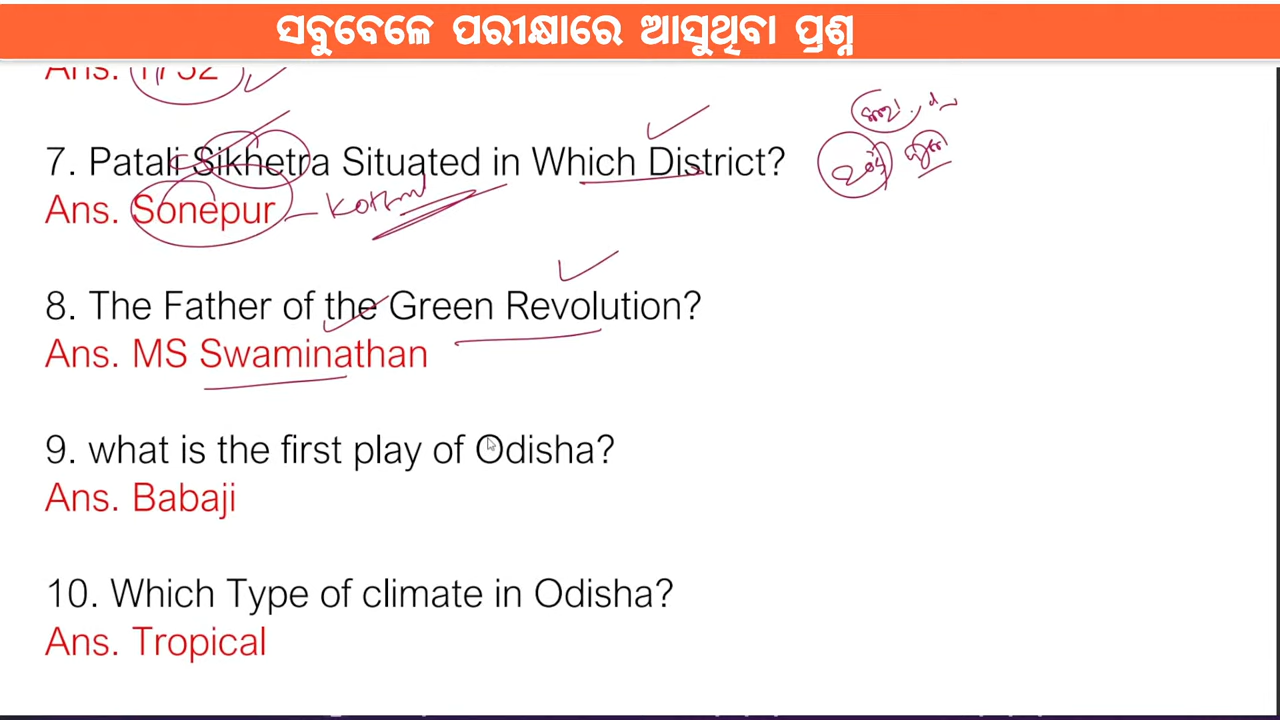 ସବୁବେଳେ ପରୀକ୍ଷାରେ ଆସୁଥିବା ପ୍ରଶ୍ନ
Ans. 1752
7. Patali Sikhetra Situated in Which District?
Ans. Sonepur
8. The Father of the Green Revolution?
Ans. MS Swaminathan
9. what is the first play of Odisha?
Ans. Babaji
10. Which Type of climate in Odisha?
Ans. Tropical